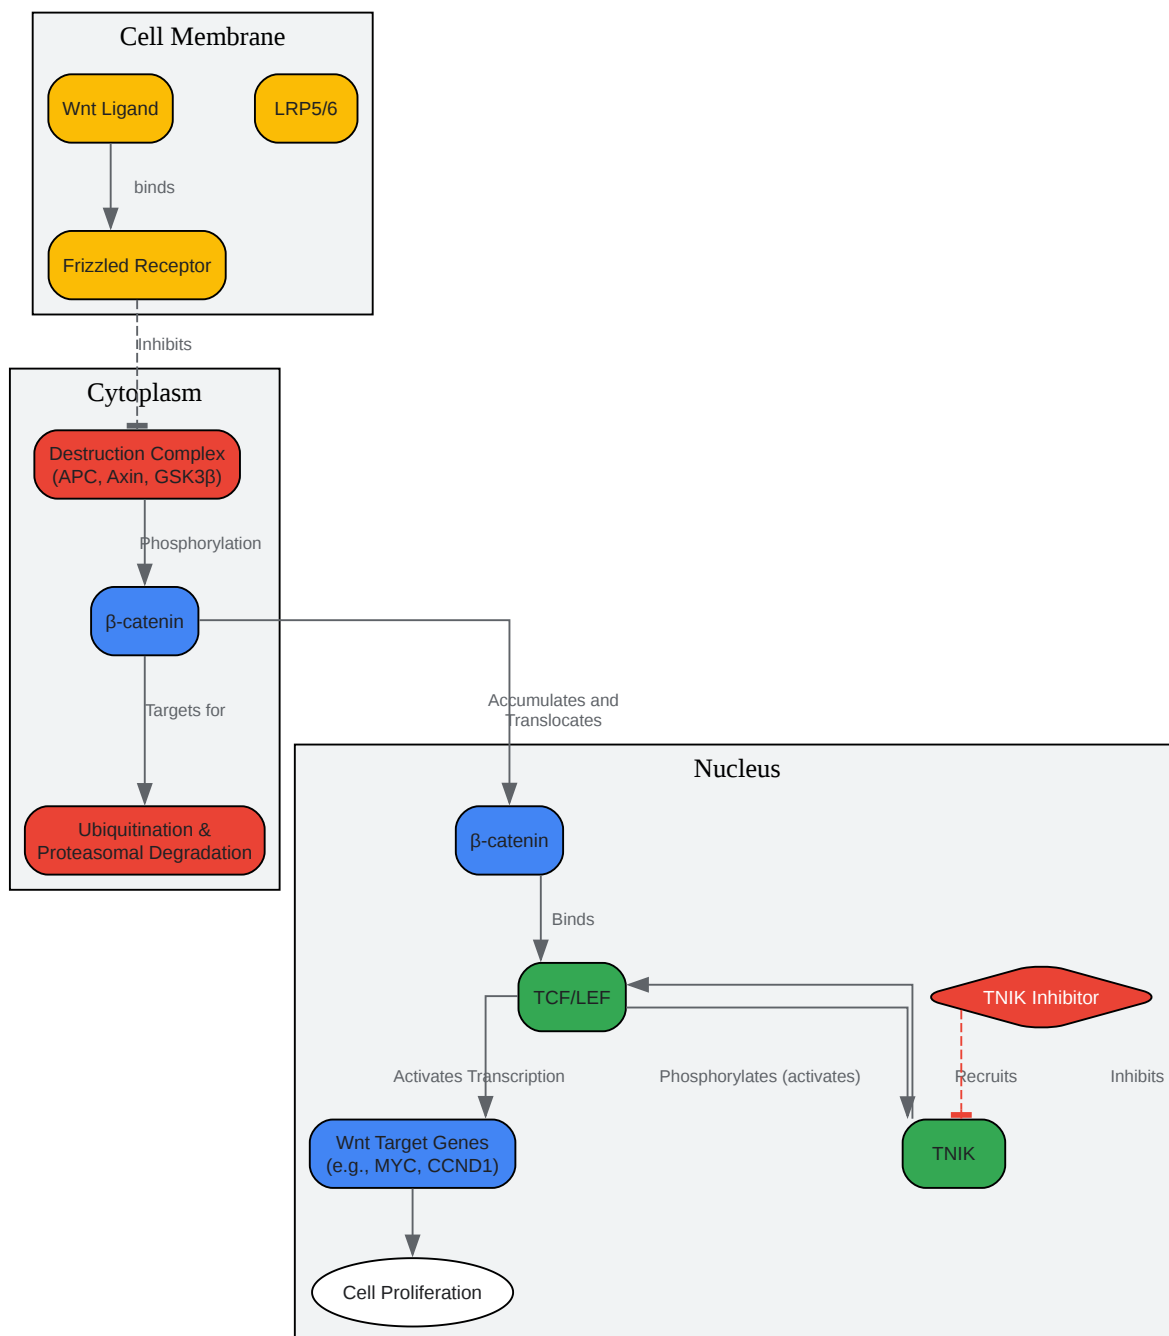 Cell Membrane
Wnt Ligand
LRP5/6
binds
Frizzled Receptor
Inhibits
Cytoplasm
Destruction Complex
(APC, Axin, GSK3β)
Phosphorylation
β-catenin
Accumulates and
Translocates
Targets for
Ubiquitination &
Proteasomal Degradation
Nucleus
β-catenin
Binds
TCF/LEF
TNIK Inhibitor
Activates Transcription
Phosphorylates (activates)
Recruits
Inhibits
Wnt Target Genes
(e.g., MYC, CCND1)
TNIK
Cell Proliferation